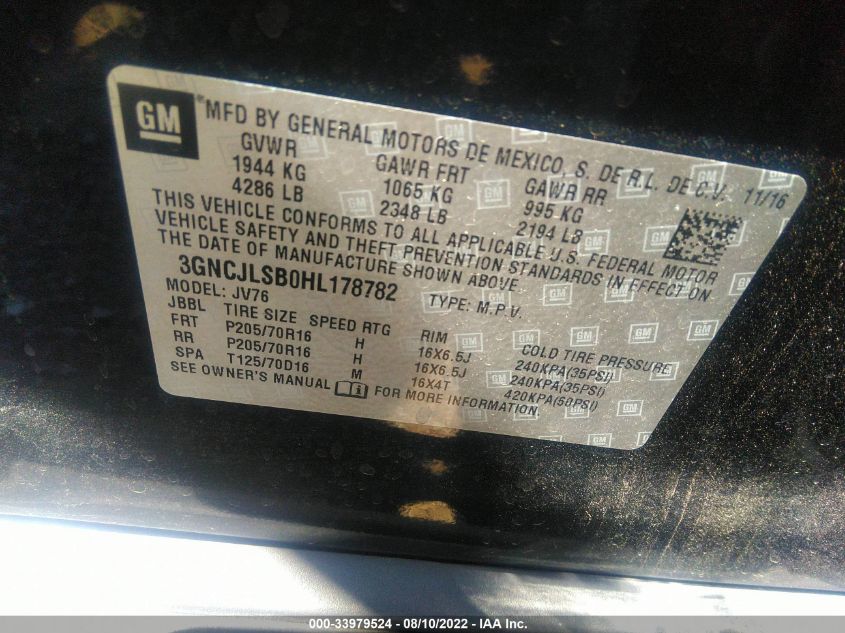 GM ®MFD BY GENERAL MOTORS DE MEXICO, S. DE R.L. DE C.V. 11/16
GVWR GAWR FRT GAWR RR
1944 KG 1065 KG 995 KG
4286 LB 2348 LB 2194 LB
THIS VEHICLE CONFORMS TO ALL APPLICABLE U.S. FEDERAL MOTOR
VEHICLE SAFETY AND THEFT PREVENTION STANDARDS IN EFFECT ON
THE DATE OF MANUFACTURE SHOWN ABOVE.
3GNCJLSB0HL178782 TYPE: M.P.V.
MODEL: JV76
JBBL TIRE SIZE SPEED RTG RIM COLD TIRE PRESSURE
FRT P205/70R16 H 16X6.5J 240KPA(35PSI)
RR P205/70R16 H 16X6.5J 240KPA(35PSI)
SPA T125/70D16 M 16X4T 420KPA(60PSI)
SEE OWNER'S MANUAL FOR MORE INFORMATION.
000-33979524 - 08/10/2022 - IAA Inc.